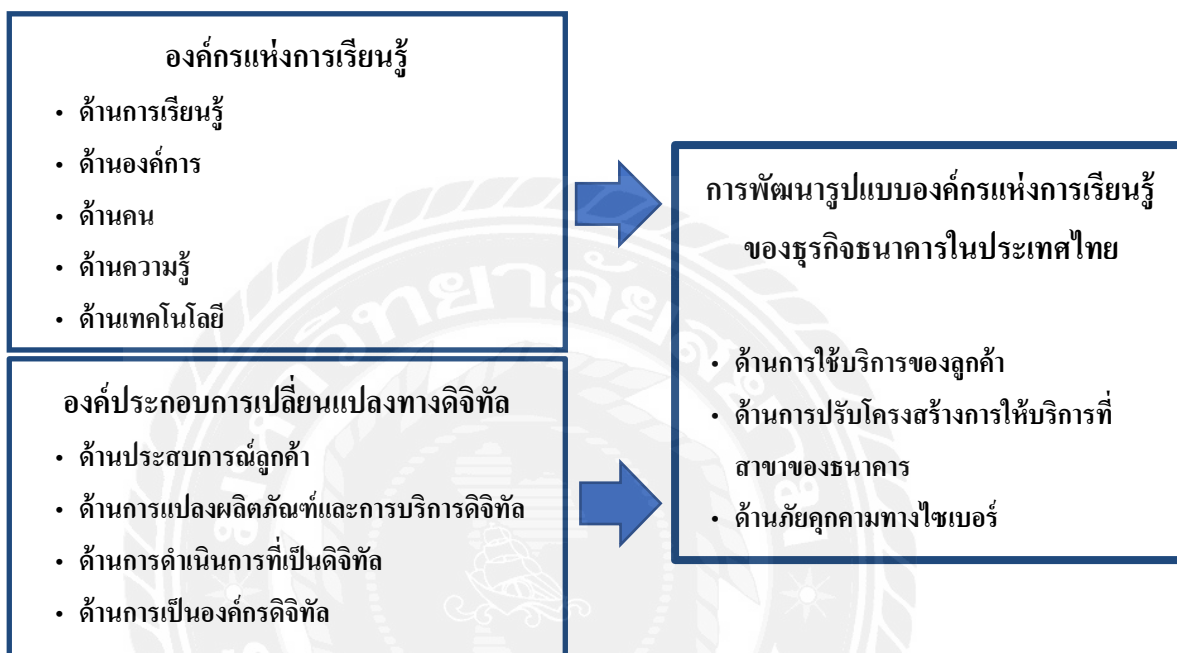 องค์กรแห่งการเรียนรู้
• ด้านการเรียนรู้
• ด้านองค์การ
• ด้านคน
• ด้านความรู้
• ด้านเทคโนโลยี
องค์ประกอบการเปลี่ยนแปลงทางดิจิทัล
• ด้านประสบการณ์ลูกค้า
• ด้านการแปลงผลิตภัณฑ์และการบริการดิจิทัล
• ด้านการดำเนินการที่เป็นดิจิทัล
• ด้านการเป็นองค์กรดิจิทัล
การพัฒนารูปแบบองค์กรแห่งการเรียนรู้
ของธุรกิจธนาคารในประเทศไทย
• ด้านการใช้บริการของลูกค้า
• ด้านการปรับโครงสร้างการให้บริการที่
สาขาของธนาคาร
• ด้านภัยคุกคามทางไซเบอร์